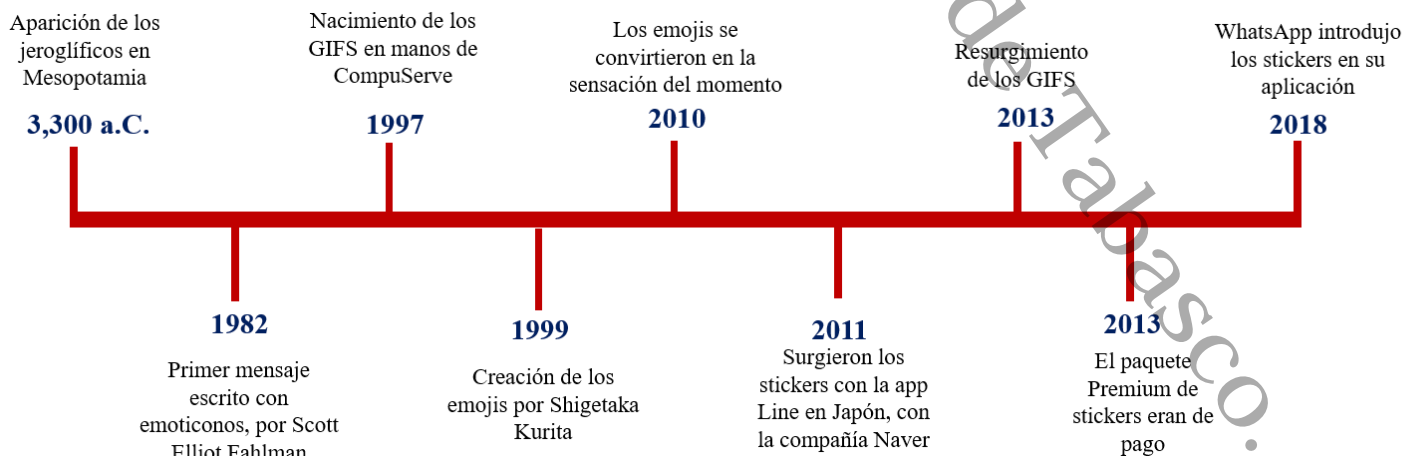 Aparición de los
jeroglíficos en
Mesopotamia
3,300 a.C.
Nacimiento de los
GIFS en manos de
CompuServe
1997
Los emojis se
convirtieron en la
sensación del momento
2010
Resurgimiento
de los GIFS
2013
WhatsApp introdujo
los stickers en su
aplicación
2018
1982
Primer mensaje
escrito con
emoticonos, por Scott
Elliot Fahlman
1999
Creación de los
emojis por Shigetaka
Kurita
2011
Surgieron los
stickers con la app
Line en Japón, con
la compañía Naver
2013
El paquete
Premium de
stickers eran de
pago
de Tabasco.